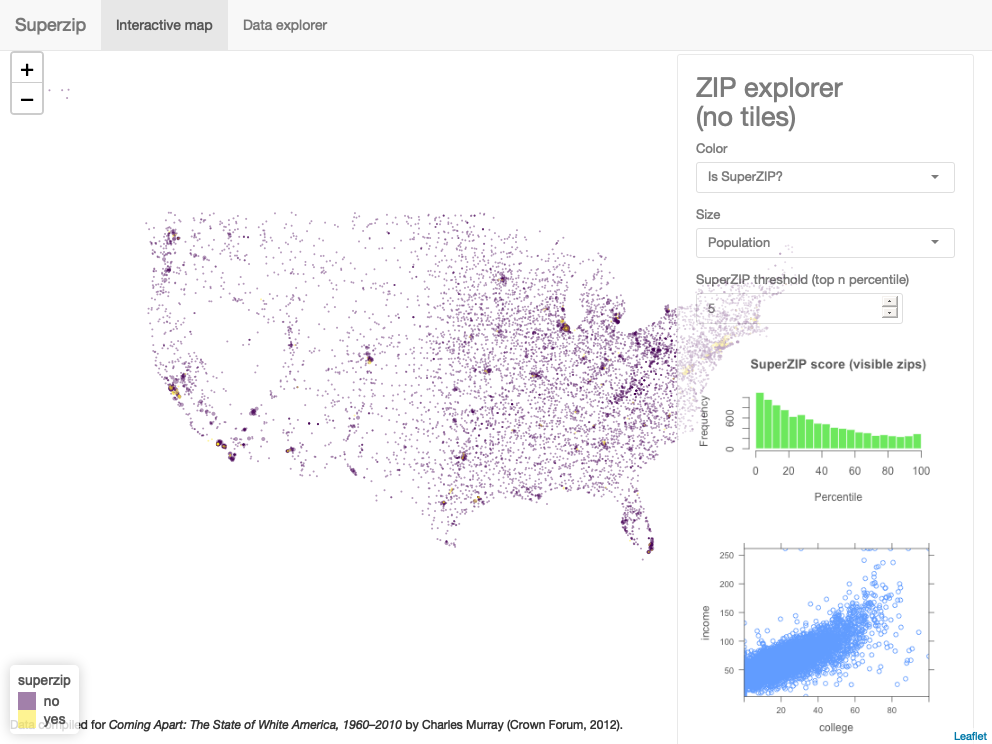 Superzip
Interactive map
Data explorer
+
−
ZIP explorer
(no tiles)
Color
Is SuperZIP?
Size
Population
SuperZIP threshold (top n percentile)
5
SuperZIP score (visible zips)
Frequency
600
0
0 20 40 60 80 100
Percentile
250
200
150
100
50
income
20 40 60 80
college
superzip
no
yes
Data compiled for Coming Apart: The State of White America, 1960–2010 by Charles Murray (Crown Forum, 2012).
Leaflet